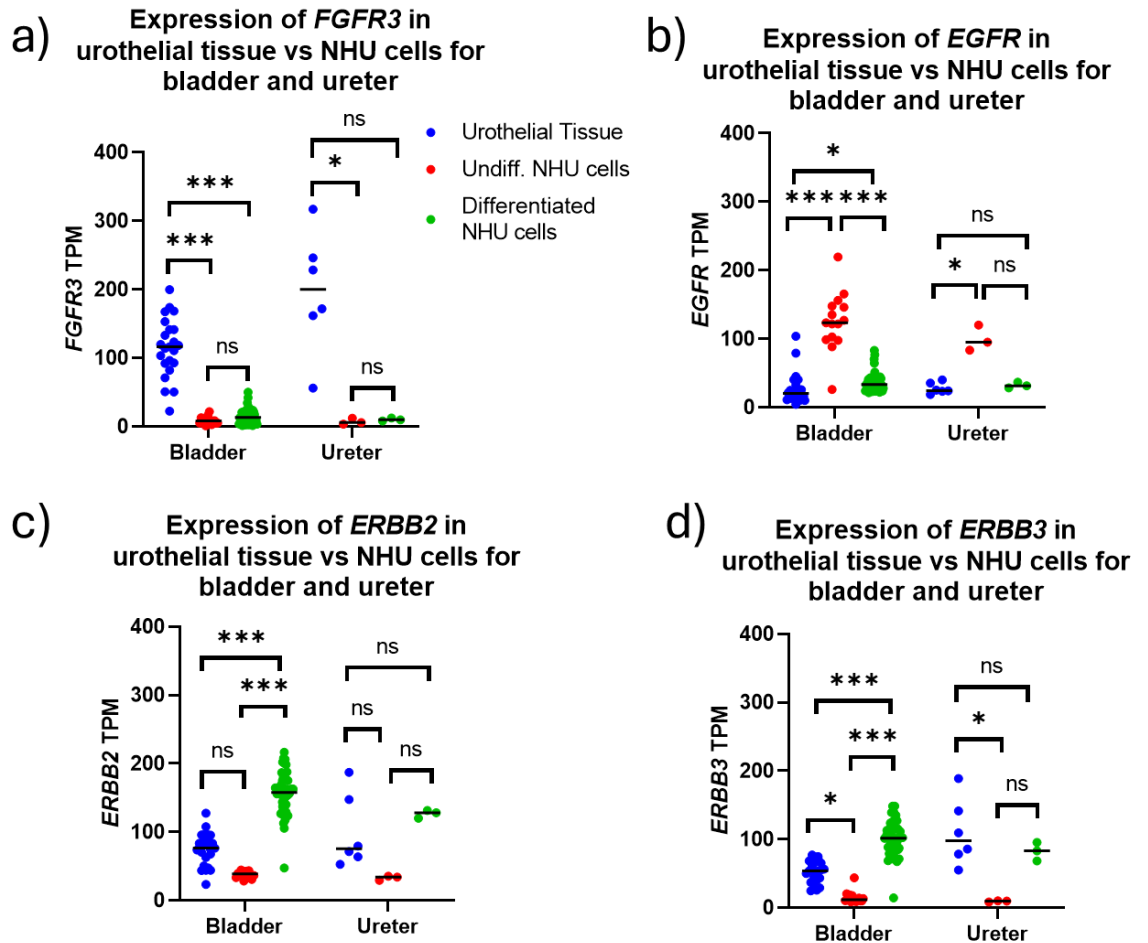 a)
Expression of FGFR3 in
urothelial tissue vs NHU cells for
bladder and ureter
FGFR3 TPM
400
300
200
100
0
***
***
ns
ns
*
ns
Bladder
Ureter
Urothelial Tissue
Undiff. NHU cells
Differentiated
NHU cells
b)
Expression of EGFR in
urothelial tissue vs NHU cells for
bladder and ureter
EGFR TPM
400
300
200
100
0
*
***
***
ns
*
ns
Bladder
Ureter
c)
Expression of ERBB2 in
urothelial tissue vs NHU cells for
bladder and ureter
ERBB2 TPM
400
300
200
100
0
***
***
ns
ns
ns
ns
Bladder
Ureter
d)
Expression of ERBB3 in
urothelial tissue vs NHU cells for
bladder and ureter
ERBB3 TPM
400
300
200
100
0
***
***
*
ns
*
ns
Bladder
Ureter